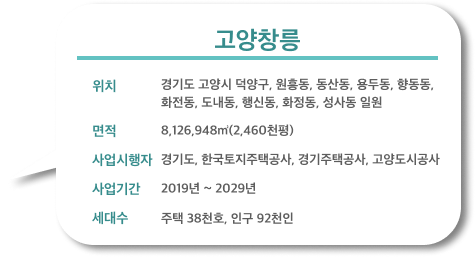 고양창릉
위치 경기도 고양시 덕양구, 원흥동, 동산동, 용두동, 향동동,
화전동, 도내동, 행신동, 화정동, 성사동 일원
면적 8,126,948㎡(2,460천평)
사업시행자 경기도, 한국토지주택공사, 경기주택공사, 고양도시공사
사업기간 2019년 ~ 2029년
세대수 주택 38천호, 인구 92천인